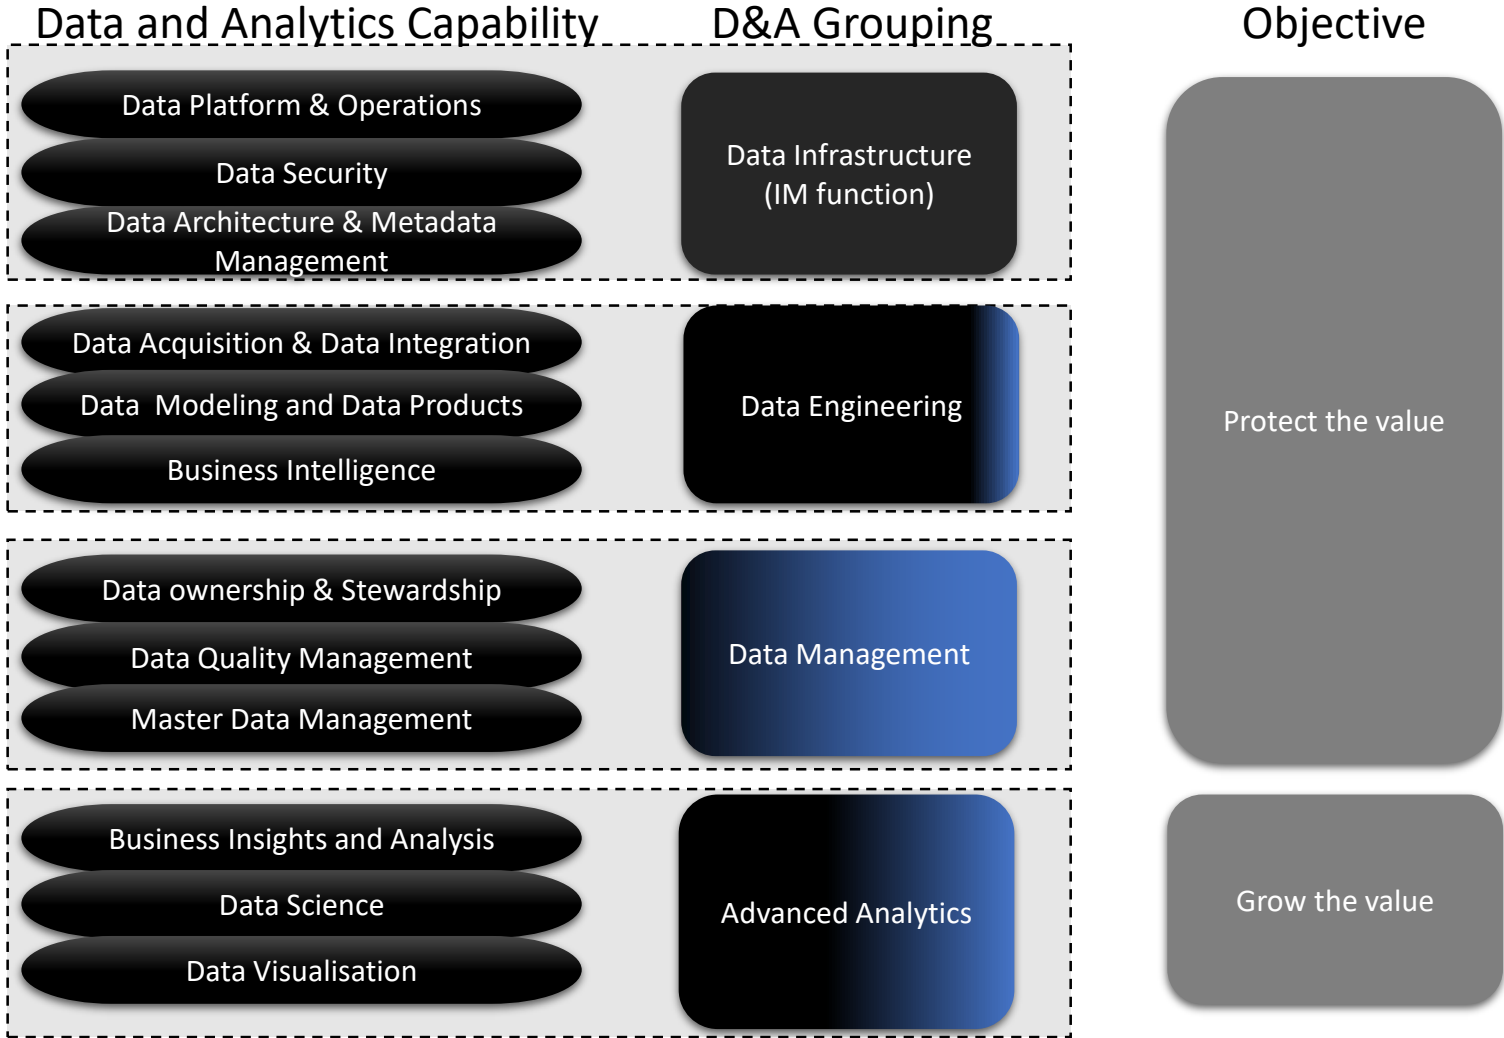 Data and Analytics Capability
D&A Grouping
Objective
Data Platform & Operations
Data Security
Data Architecture & Metadata
Management
Data Infrastructure
(IM function)
Data Acquisition & Data Integration
Data  Modeling and Data Products
Business Intelligence
Data Engineering
Protect the value
Data ownership & Stewardship
Data Quality Management
Master Data Management
Data Management
Business Insights and Analysis
Data Science
Data Visualisation
Advanced Analytics
Grow the value